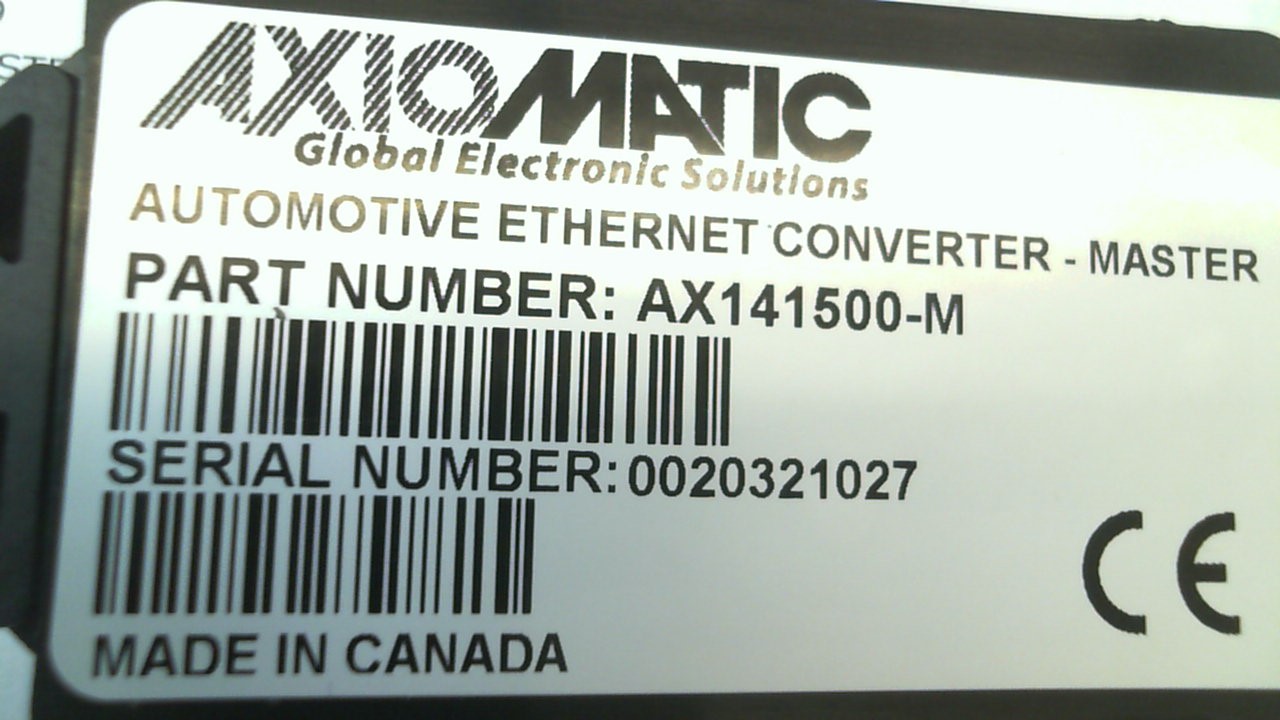 AXIOMATIC
Global Electronic Solutions
AUTOMOTIVE ETHERNET CONVERTER - MASTER
PART NUMBER: AX141500-M
SERIAL NUMBER: 0020321027
CE
MADE IN CANADA